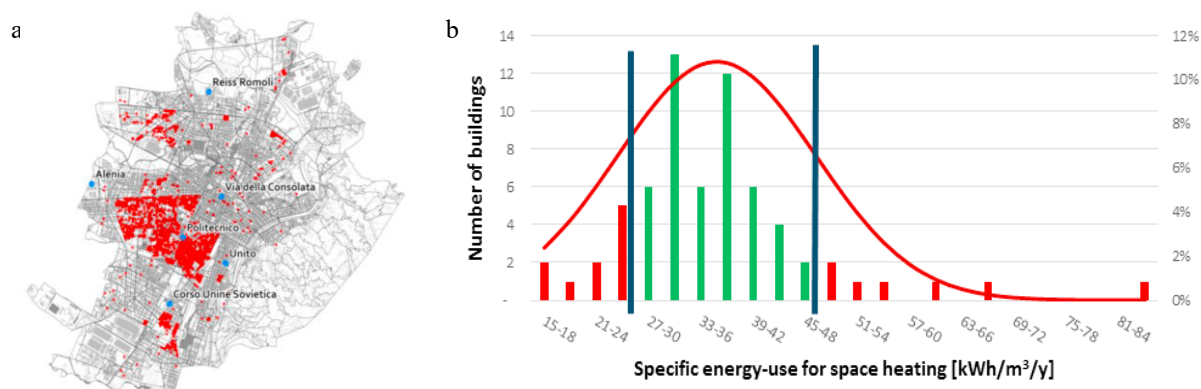 a
Reiss Romoli
Alenia
Via della Consolata
Politecnico
Unito
Corso Unine Sovietica
b
Number of buildings
14
12
10
8
6
4
2
-
12%
10%
8%
6%
4%
2%
0%
15-18
21-24
27-30
33-36
39-42
45-48
51-54
57-60
63-66
69-72
75-78
81-84
Specific energy-use for space heating [kWh/m³/y]